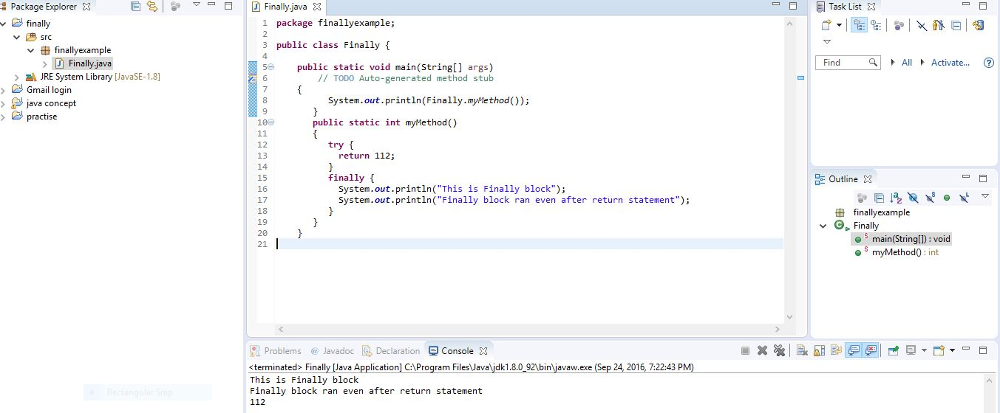 Package Explorer
finally
src
finallyexample
Finally.java
JRE System Library [JavaSE-1.8]
Gmail login
java concept
practise
Rectangular Snip
Finally.java
1 package finallyexample;
2
3 public class Finally {
4
5 public static void main(String[] args)
6 // TODO Auto-generated method stub
7 {
8 System.out.println(Finally.myMethod());
9 }
10 public static int myMethod()
11 {
12 try {
13 return 112;
14 }
15 finally {
16 System.out.println("This is Finally block");
17 System.out.println("Finally block ran even after return statement");
18 }
19 }
20 }
21
Problems @ Javadoc Declaration Console
<terminated> Finally [Java Application] C:\Program Files\Java\jdk1.8.0_92\bin\javaw.exe (Sep 24, 2016, 7:22:43 PM)
This is Finally block
Finally block ran even after return statement
112
Task List
Find All Activate...
Outline
finallyexample
Finally
main(String[]) : void
myMethod() : int